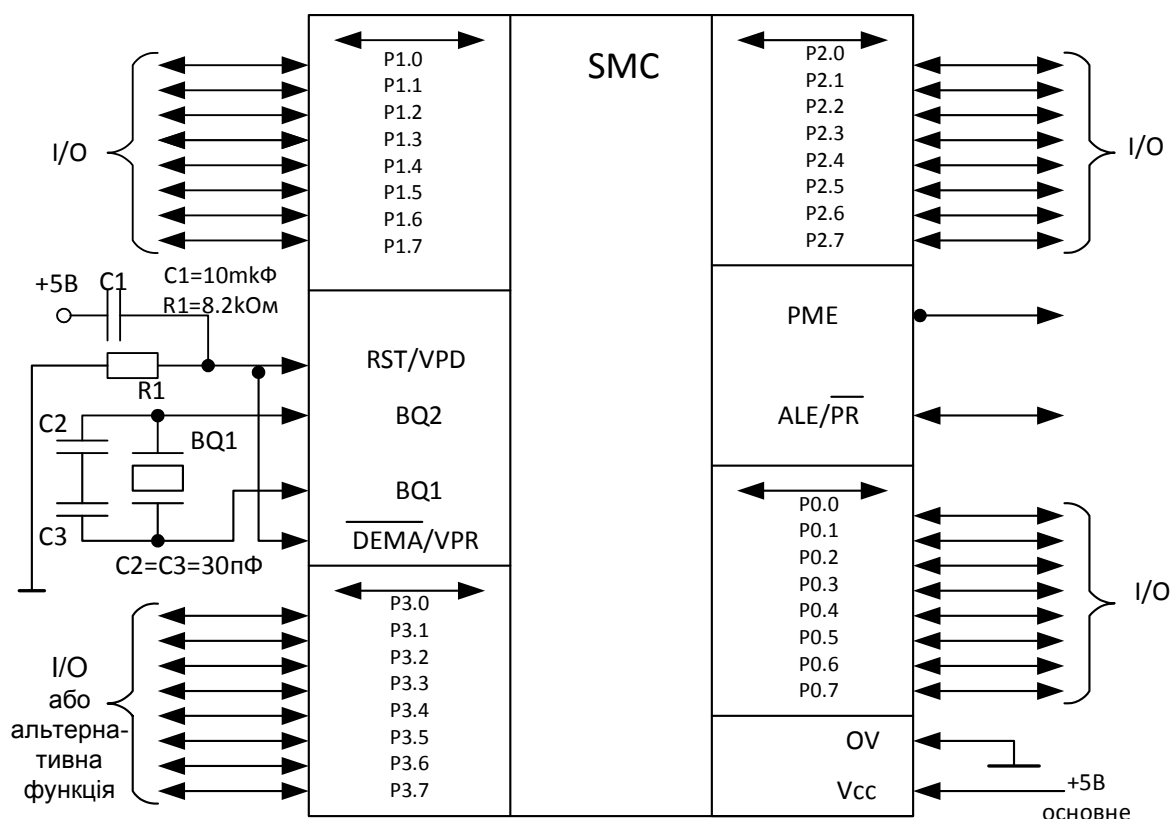 SMC
P1.0
P1.1
P1.2
P1.3
P1.4
P1.5
P1.6
P1.7
I/O
C1=10mkФ
R1=8.2kОм
+5В
C1
R1
RST/VPD
C2
BQ1
BQ2
C3
BQ1
DEMA/VPR
C2=C3=30пФ
P3.0
P3.1
P3.2
P3.3
P3.4
P3.5
P3.6
P3.7
I/O
або
альтерна-
тивна
функція
P2.0
P2.1
P2.2
P2.3
P2.4
P2.5
P2.6
P2.7
I/O
PME
ALE/PR
P0.0
P0.1
P0.2
P0.3
P0.4
P0.5
P0.6
P0.7
I/O
OV
Vcc
+5В
основне